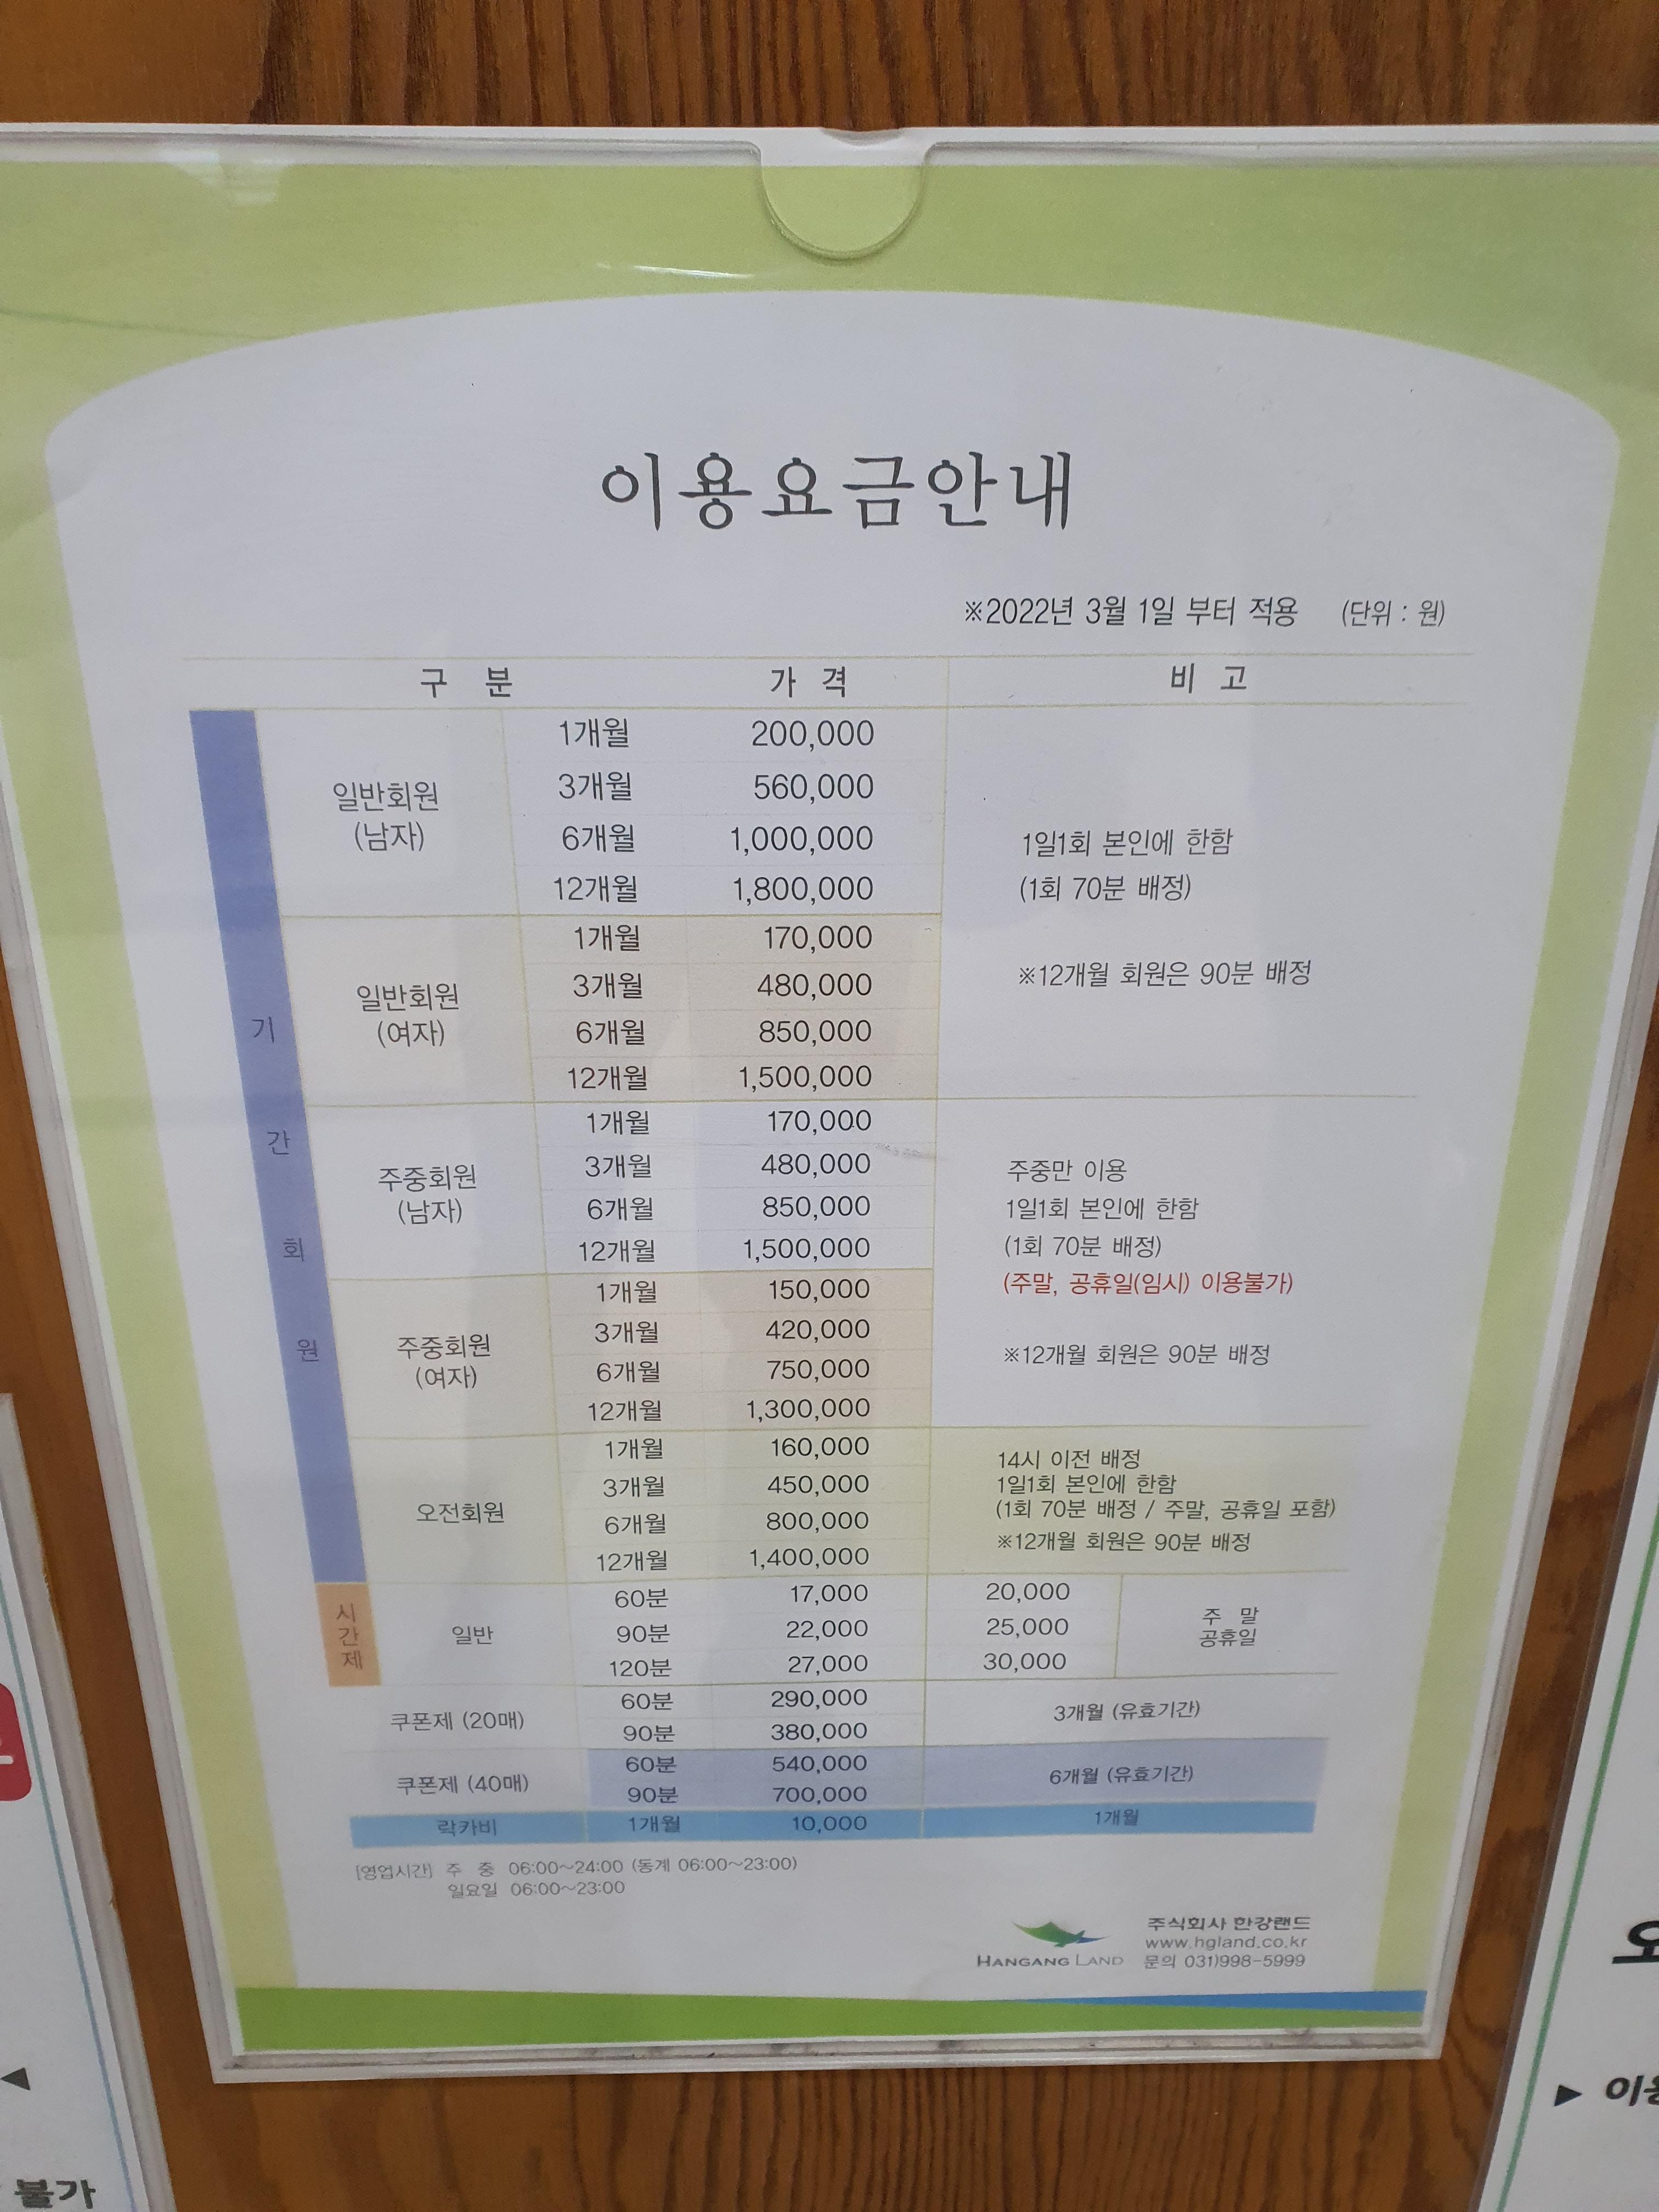 이용요금안내
※2022년 3월 1일 부터 적용 (단위 : 원)
구 분 가 격 비 고
기간회원
일반회원
(남자)
1개월 200,000
3개월 560,000
6개월 1,000,000
12개월 1,800,000
일반회원
(여자)
1개월 170,000
3개월 480,000
6개월 850,000
12개월 1,500,000
1일1회 본인에 한함
(1회 70분 배정)
※12개월 회원은 90분 배정
주중회원
(남자)
1개월 170,000
3개월 480,000
6개월 850,000
12개월 1,500,000
주중회원
(여자)
1개월 150,000
3개월 420,000
6개월 750,000
12개월 1,300,000
주중만 이용
1일1회 본인에 한함
(1회 70분 배정)
(주말, 공휴일(임시) 이용불가)
※12개월 회원은 90분 배정
오전회원
1개월 160,000
3개월 450,000
6개월 800,000
12개월 1,400,000
14시 이전 배정
1일1회 본인에 한함
(1회 70분 배정 / 주말, 공휴일 포함)
※12개월 회원은 90분 배정
시간제
일반
60분 17,000 20,000
90분 22,000 25,000
120분 27,000 30,000
주 말
공휴일
쿠폰제 (20매)
60분 290,000
90분 380,000
3개월 (유효기간)
쿠폰제 (40매)
60분 540,000
90분 700,000
6개월 (유효기간)
락카비 1개월 10,000 1개월
[영업시간] 주 중 06:00~24:00 (동계 06:00~23:00)
일요일 06:00~23:00
HANGANG LAND
주식회사 한강랜드
www.hgland.co.kr
문의 031)998-5999
불가